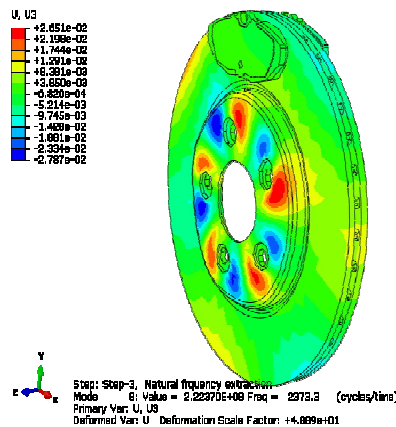 U, U3
+2.651e-02
+2.198e-02
+1.744e-02
+1.291e-02
+8.381e-03
+3.850e-03
-6.820e-04
-5.214e-03
-9.745e-03
-1.428e-02
-1.881e-02
-2.334e-02
-2.787e-02
Y
Z X
Step: Step-3, Natural frquency extraction
Mode 8: Value = 2.22370E+08 Freq = 2373.3 (cycles/time)
Primary Var: U, U3
Deformed Var: U Deformation Scale Factor: +4.889e+01